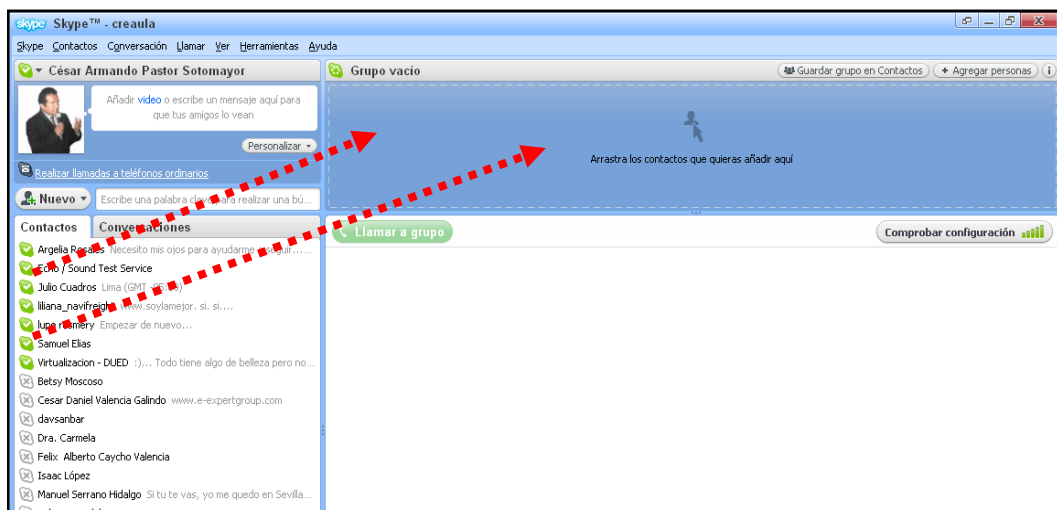 skype Skype™ - creaula
Skype Contactos Conversación Llamar Ver Herramientas Ayuda
César Armando Pastor Sotomayor
Añadir video o escribe un mensaje aquí para
que tus amigos lo vean
Personalizar
Realizar llamadas a teléfonos ordinarios
Nuevo
Escribe una palabra clave para realizar una bú...
Contactos Conversaciones
Argelia Rosales Necesito mis ojos para ayudarme a seguir......
Echo / Sound Test Service
Julio Cuadros Lima (GMT -05:00)
liliana_navifreight www.soylamejor. si. si....
lupe rosmery Empezar de nuevo...
Samuel Elias
Virtualizacion - DUED :)... Todo tiene algo de belleza pero no...
Betsy Moscoso
Cesar Daniel Valencia Galindo www.e-expertgroup.com
davsanbar
Dra. Carmela
Felix Alberto Caycho Valencia
Isaac López
Manuel Serrano Hidalgo Si tu te vas, yo me quedo en Sevilla...
Grupo vacío
Guardar grupo en Contactos + Agregar personas
Arrastra los contactos que quieras añadir aquí
Llamar a grupo
Comprobar configuración